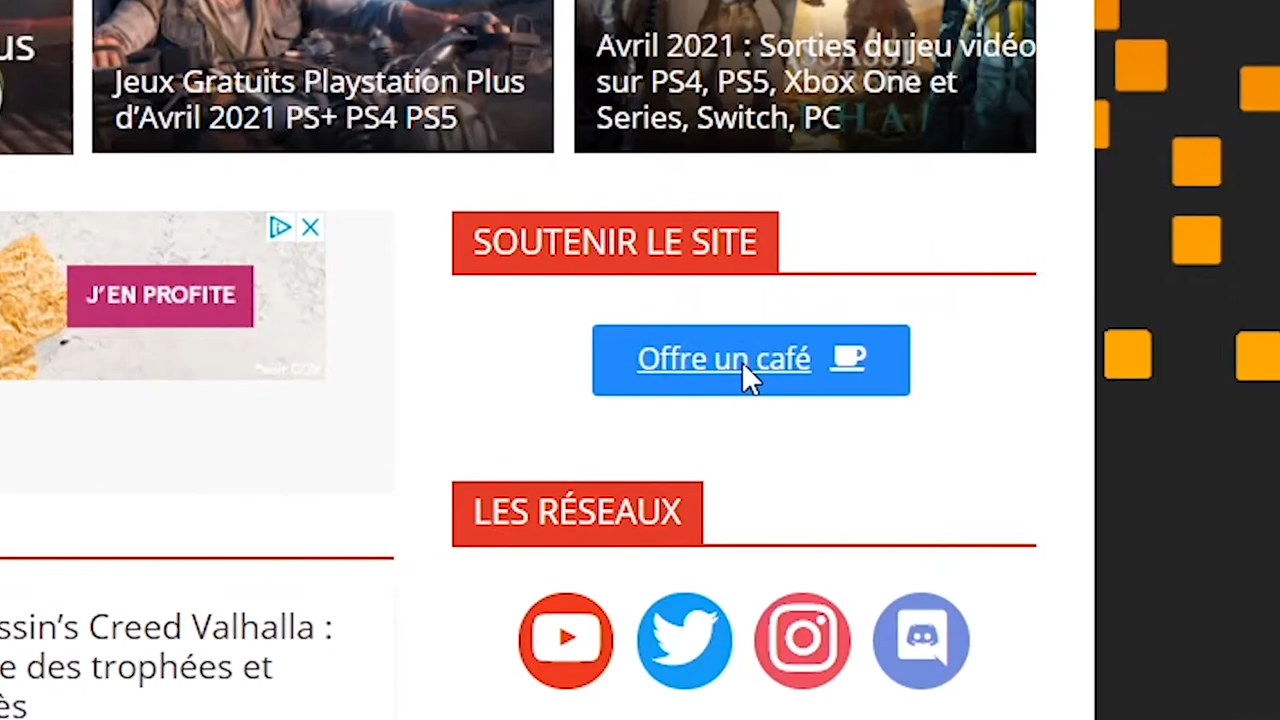 us
Jeux Gratuits Playstation Plus
d'Avril 2021 PS+ PS4 PS5
Avril 2021 : Sorties du jeu vidéo
sur PS4, PS5, Xbox One et
Series, Switch, PC
SOUTENIR LE SITE
J'EN PROFITE
Offre un café
LES RÉSEAUX
ssin's Creed Valhalla :
e des trophées et
ès